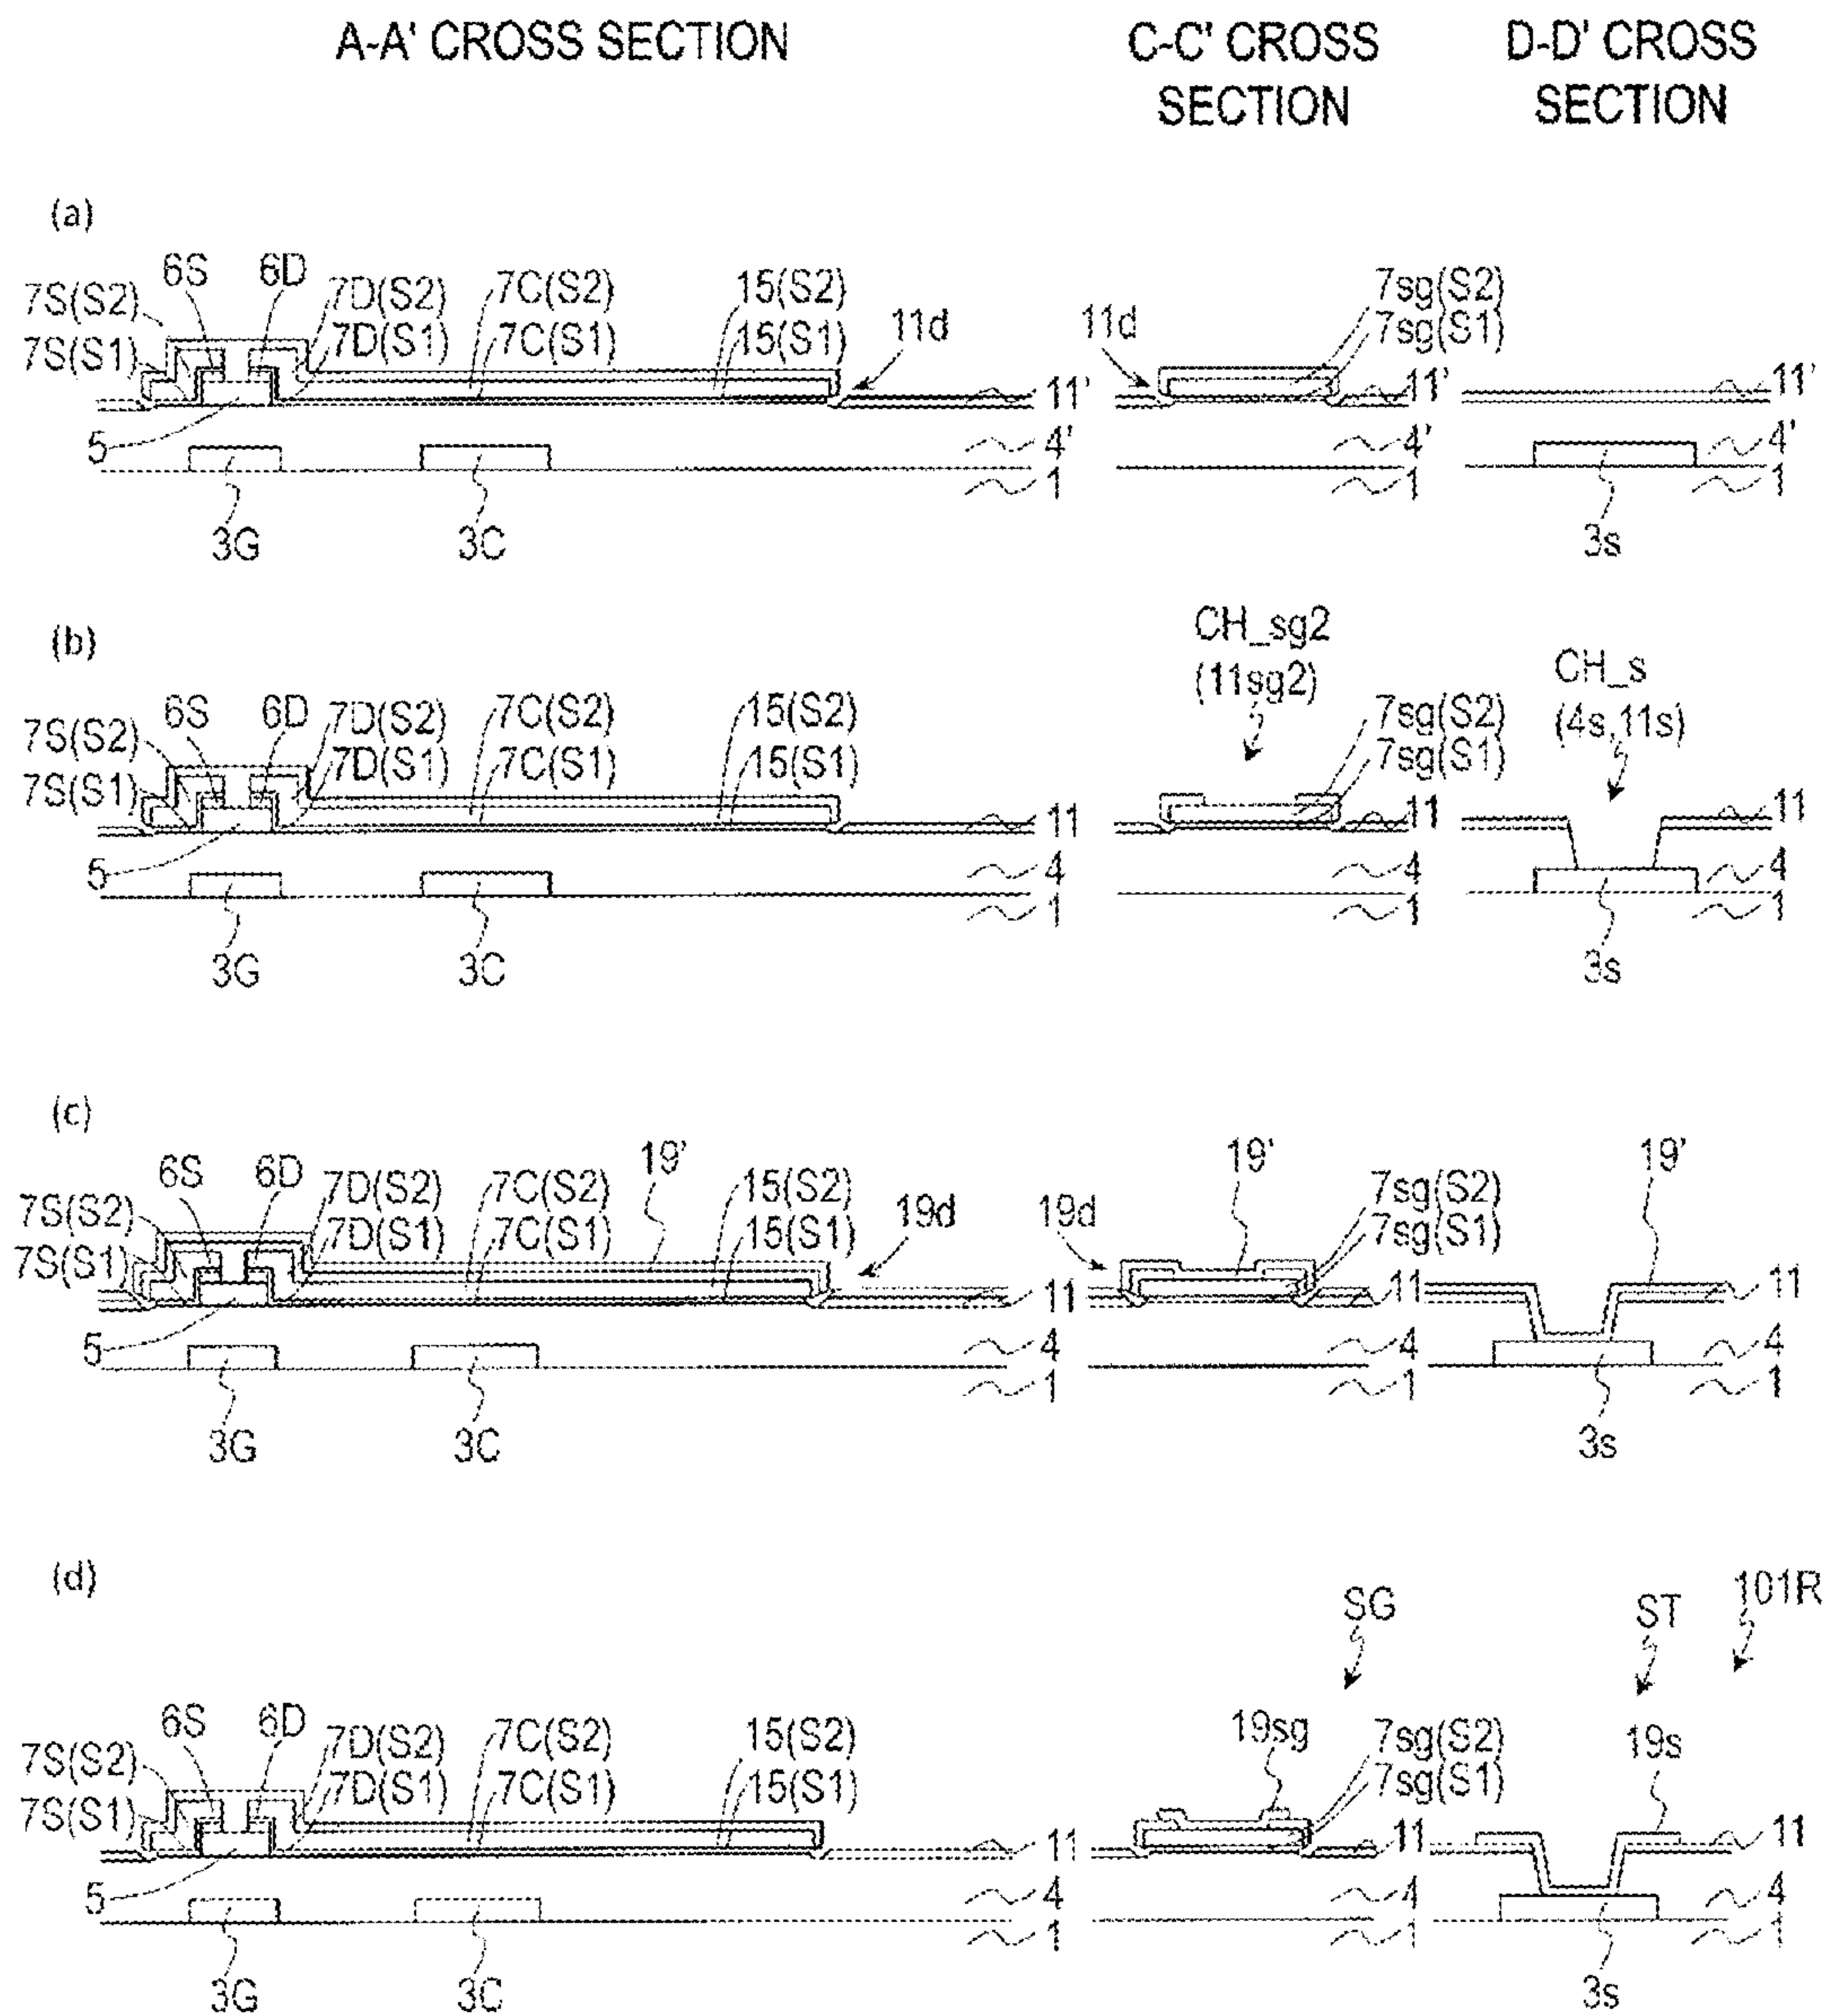 A-A' CROSS SECTION
C-C' CROSS
SECTION
D-D' CROSS
SECTION
(a)
6S
6D
7S(S2)
7S(S1)
7D(S2)
7D(S1)
7C(S2)
7C(S1)
15(S2)
15(S1)
11d
11d
7sg(S2)
7sg(S1)
11'
11'
11'
5
4'
4'
4'
1
1
1
3G
3C
3s
(b)
CH_sg2
(11sg2)
CH_s
(4s,11s)
6S
6D
7S(S2)
7S(S1)
7D(S2)
7D(S1)
7C(S2)
7C(S1)
15(S2)
15(S1)
7sg(S2)
7sg(S1)
11
11
11
5
4
4
4
1
1
1
3G
3C
3s
(c)
6S
6D
7S(S2)
7S(S1)
7D(S2)
7D(S1)
7C(S2)
7C(S1)
19'
15(S2)
15(S1)
19d
19d
19'
7sg(S2)
7sg(S1)
19'
11
11
11
5
4
4
4
1
1
1
3G
3C
3s
(d)
SG
ST
101R
6S
6D
7S(S2)
7S(S1)
7D(S2)
7D(S1)
7C(S2)
7C(S1)
15(S2)
15(S1)
19sg
7sg(S2)
7sg(S1)
19s
11
11
11
5
4
4
4
1
1
1
3G
3C
3s